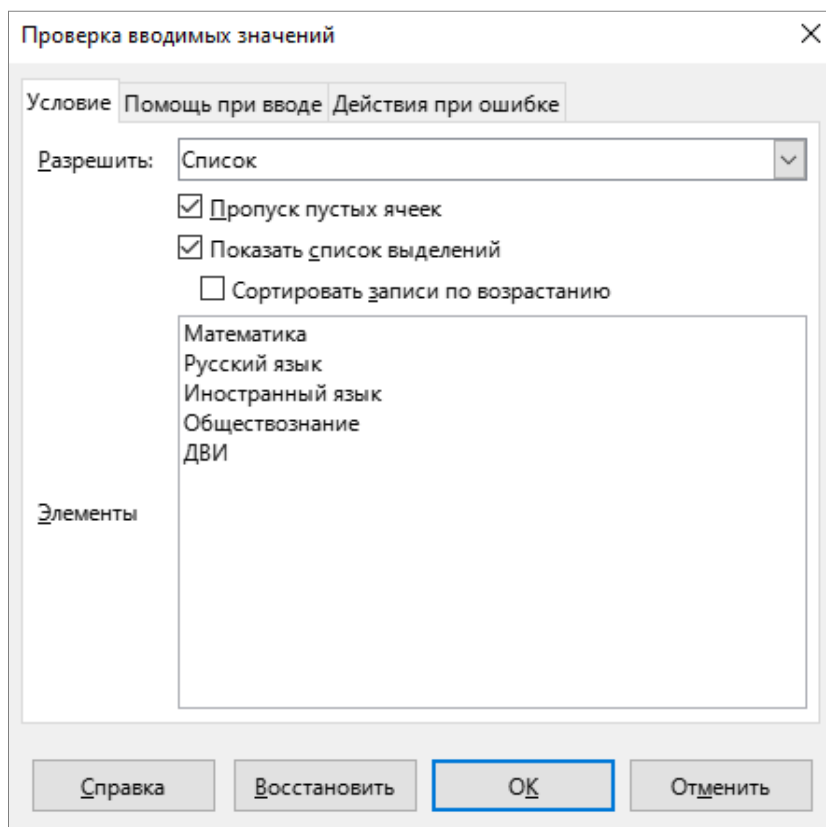 Проверка вводимых значений
Условие Помощь при вводе Действия при ошибке
Разрешить: Список
Пропуск пустых ячеек
Показать список выделений
Сортировать записи по возрастанию
Математика
Русский язык
Иностранный язык
Обществознание
ДВИ
Элементы
Справка Восстановить ОК Отменить